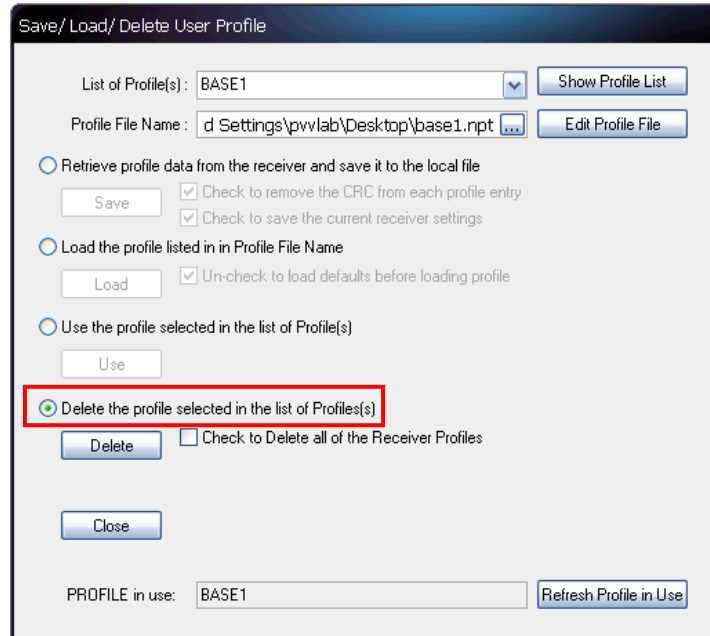 Save/ Load/ Delete User Profile
List of Profile(s) : BASE1 Show Profile List
Profile File Name : d Settings\pvvlab\Desktop\base1.npt ... Edit Profile File
Retrieve profile data from the receiver and save it to the local file
Save Check to remove the CRC from each profile entry
Check to save the current receiver settings
Load the profile listed in in Profile File Name
Load Un-check to load defaults before loading profile
Use the profile selected in the list of Profile(s)
Use
Delete the profile selected in the list of Profiles(s)
Delete Check to Delete all of the Receiver Profiles
Close
PROFILE in use: BASE1 Refresh Profile in Use